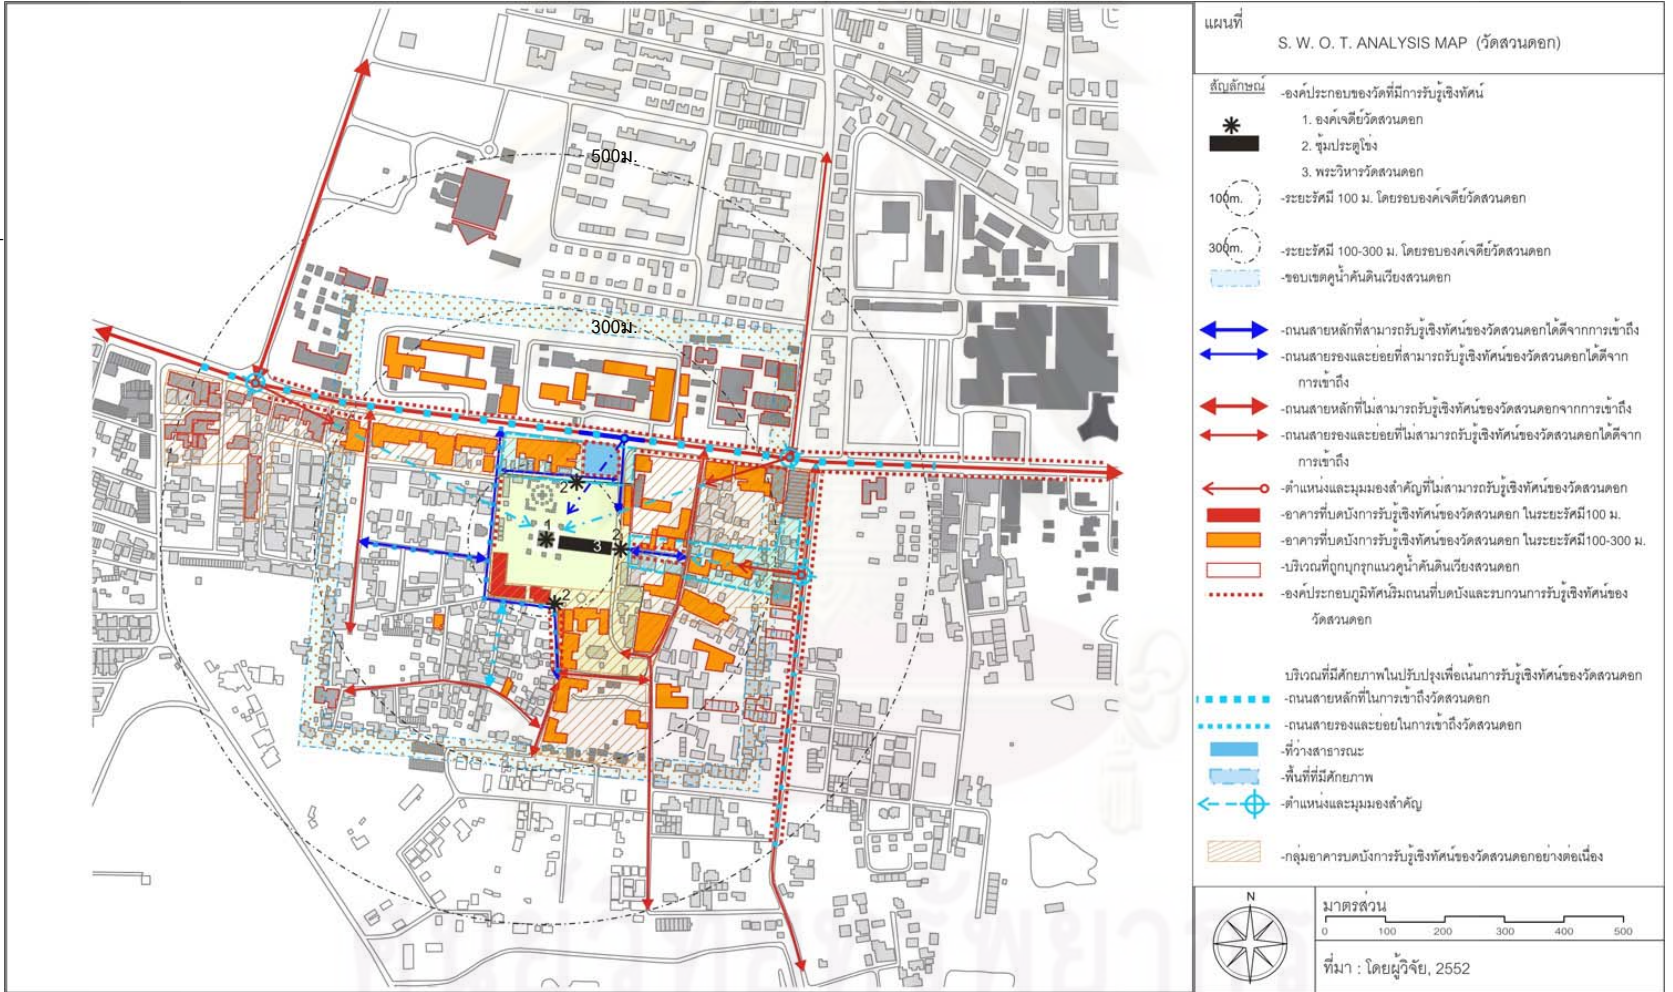 แผนที่
S. W. O. T. ANALYSIS MAP (วัดสวนดอก)
สัญลักษณ์
-องค์ประกอบของวัดที่มีการรับรู้เชิงทัศน์
1. องค์เจดีย์วัดสวนดอก
2. ซุ้มประตูโขง
3. พระวิหารวัดสวนดอก
100m.
-ระยะรัศมี 100 ม. โดยรอบองค์เจดีย์วัดสวนดอก
300m.
-ระยะรัศมี 100-300 ม. โดยรอบองค์เจดีย์วัดสวนดอก
-ขอบเขตคูน้ำคันดินเวียงสวนดอก
-ถนนสายหลักที่สามารถรับรู้เชิงทัศน์ของวัดสวนดอกได้ดีจากการเข้าถึง
-ถนนสายรองและย่อยที่สามารถรับรู้เชิงทัศน์ของวัดสวนดอกได้ดีจาก
การเข้าถึง
-ถนนสายหลักที่ไม่สามารถรับรู้เชิงทัศน์ของวัดสวนดอกจากการเข้าถึง
-ถนนสายรองและย่อยที่ไม่สามารถรับรู้เชิงทัศน์ของวัดสวนดอกได้ดีจาก
การเข้าถึง
-ตำแหน่งและมุมมองสำคัญที่ไม่สามารถรับรู้เชิงทัศน์ของวัดสวนดอก
-อาคารที่บดบังการรับรู้เชิงทัศน์ของวัดสวนดอก ในระยะรัศมี100 ม.
-อาคารที่บดบังการรับรู้เชิงทัศน์ของวัดสวนดอก ในระยะรัศมี100-300 ม.
-บริเวณที่ถูกบุกรุกแนวคูน้ำคันดินเวียงสวนดอก
-องค์ประกอบภูมิทัศน์ริมถนนที่บดบังและรบกวนการรับรู้เชิงทัศน์ของ
วัดสวนดอก
บริเวณที่มีศักยภาพในปรับปรุงเพื่อเน้นการรับรู้เชิงทัศน์ของวัดสวนดอก
-ถนนสายหลักที่ในการเข้าถึงวัดสวนดอก
-ถนนสายรองและย่อยในการเข้าถึงวัดสวนดอก
-ที่ว่างสาธารณะ
-พื้นที่ที่มีศักยภาพ
-ตำแหน่งและมุมมองสำคัญ
-กลุ่มอาคารบดบังการรับรู้เชิงทัศน์ของวัดสวนดอกอย่างต่อเนื่อง
N
มาตรส่วน
0 100 200 300 400 500
ที่มา : โดยผู้วิจัย, 2552
500ม.
300ม.
2
1
2
3
2